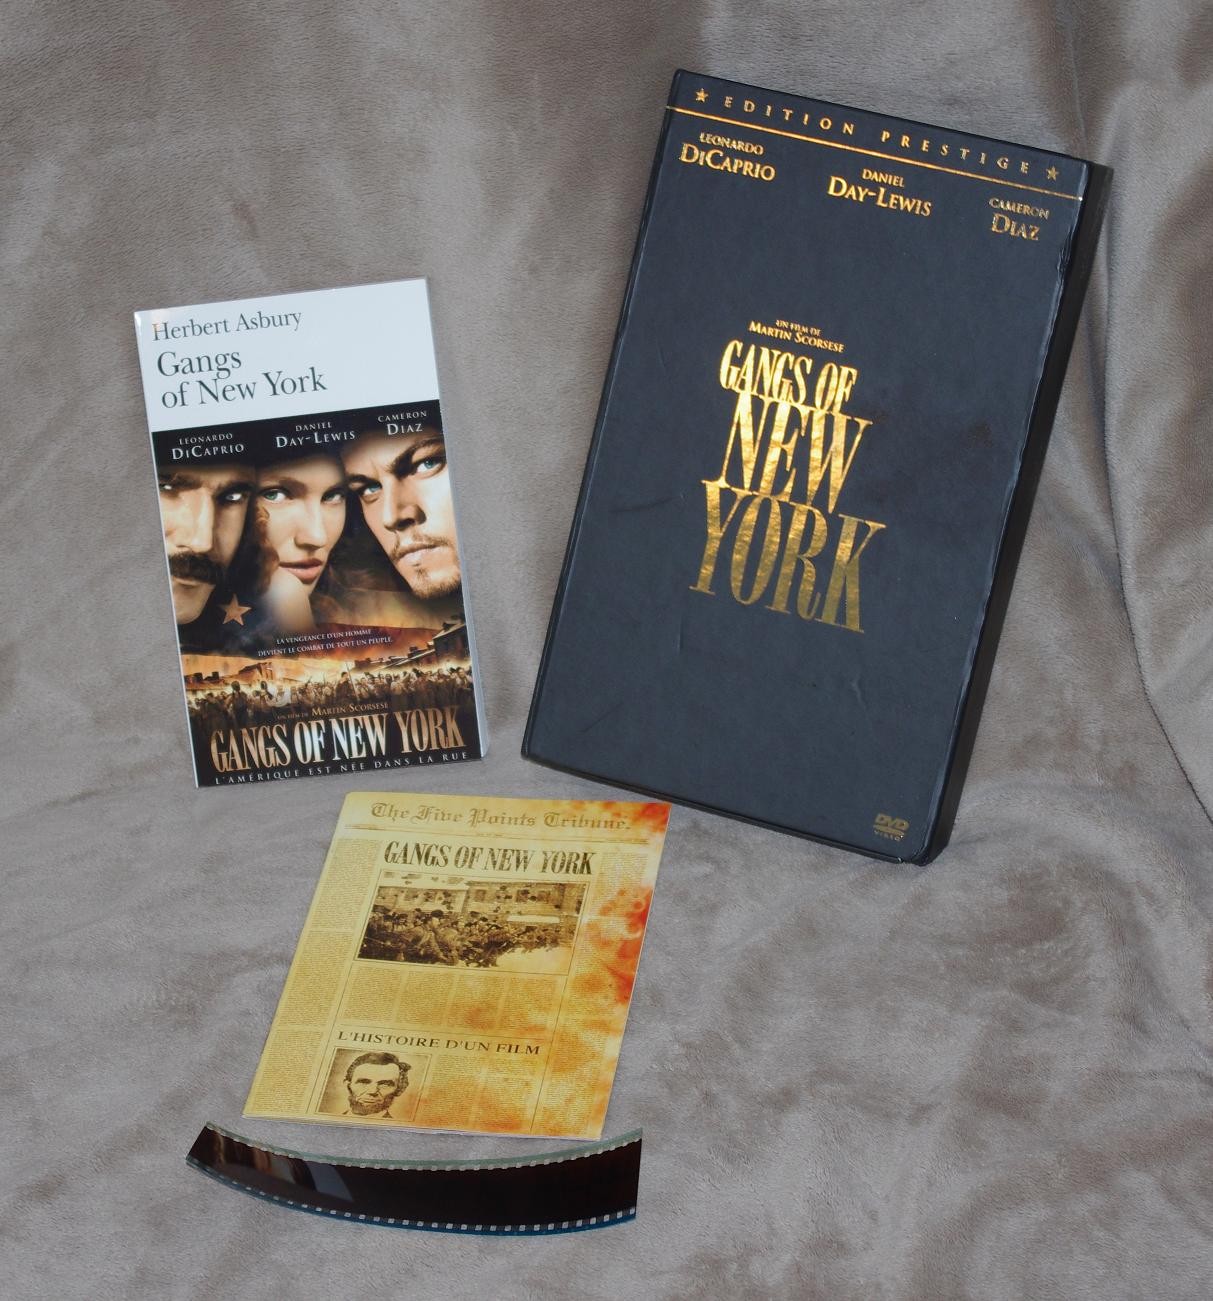 ★ EDITION PRESTIGE ★
LEONARDO
DICAPRIO
DANIEL
DAY-LEWIS
CAMERON
DIAZ
UN FILM DE
MARTIN SCORSESE
GANGS OF
NEW
YORK
DVD
VIDEO
Herbert Asbury
Gangs
of New York
LEONARDO
DICAPRIO
DANIEL
DAY-LEWIS
CAMERON
DIAZ
LA VENGEANCE D'UN HOMME
DEVIENT LE COMBAT DE TOUT UN PEUPLE.
UN FILM DE MARTIN SCORSESE
GANGS OF NEW YORK
L'AMÉRIQUE EST NÉE DANS LA RUE
The Five Points Tribune.
GANGS OF NEW YORK
L'HISTOIRE D'UN FILM